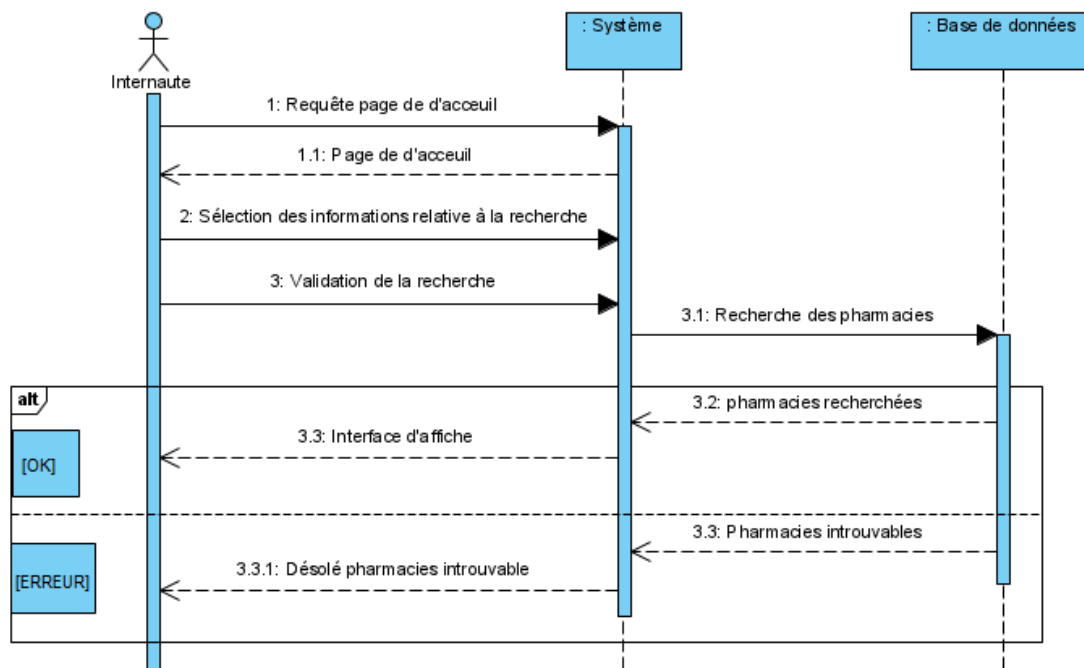 : Système
: Base de données
Internaute
1: Requête page de d'acceuil
1.1: Page de d'acceuil
2: Sélection des informations relative à la recherche
3: Validation de la recherche
3.1: Recherche des pharmacies
alt
3.2: pharmacies recherchées
3.3: Interface d'affiche
[OK]
3.3: Pharmacies introuvables
3.3.1: Désolé pharmacies introuvable
[ERREUR]